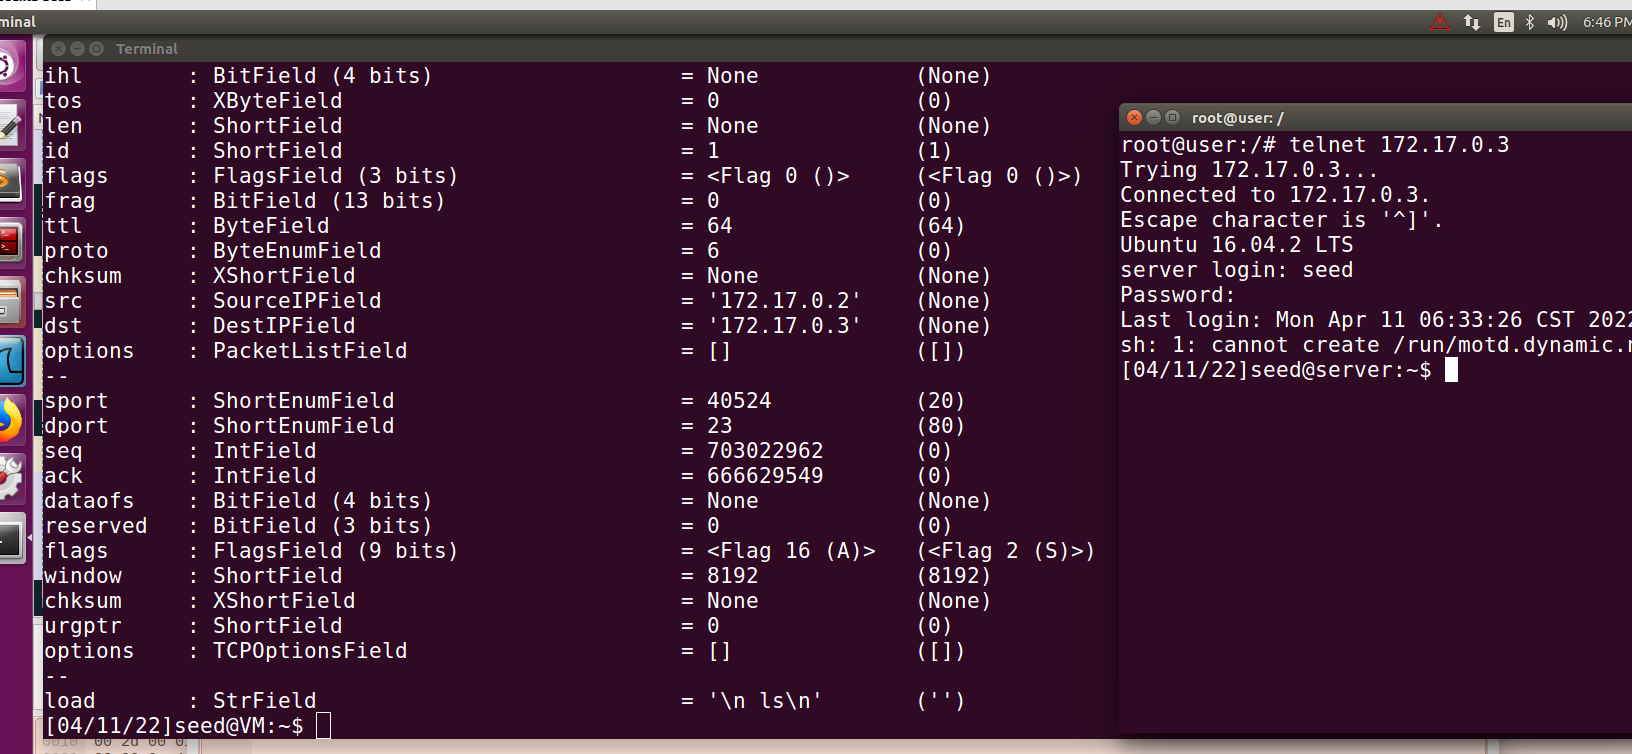 minal
En
6:46 PM
Terminal
ihl : BitField (4 bits) = None (None)
tos : XByteField = 0 (0)
len : ShortField = None (None)
id : ShortField = 1 (1)
flags : FlagsField (3 bits) = <Flag 0 ()> (<Flag 0 ()>)
frag : BitField (13 bits) = 0 (0)
ttl : ByteField = 64 (64)
proto : ByteEnumField = 6 (0)
chksum : XShortField = None (None)
src : SourceIPField = '172.17.0.2' (None)
dst : DestIPField = '172.17.0.3' (None)
options : PacketListField = [] ([])
--
sport : ShortEnumField = 40524 (20)
dport : ShortEnumField = 23 (80)
seq : IntField = 703022962 (0)
ack : IntField = 666629549 (0)
dataofs : BitField (4 bits) = None (None)
reserved : BitField (3 bits) = 0 (0)
flags : FlagsField (9 bits) = <Flag 16 (A)> (<Flag 2 (S)>)
window : ShortField = 8192 (8192)
chksum : XShortField = None (None)
urgptr : ShortField = 0 (0)
options : TCPOptionsField = [] ([])
--
load : StrField = '\n ls\n' ('')
[04/11/22]seed@VM:~$
root@user: /
root@user:/# telnet 172.17.0.3
Trying 172.17.0.3...
Connected to 172.17.0.3.
Escape character is '^]'.
Ubuntu 16.04.2 LTS
server login: seed
Password:
Last login: Mon Apr 11 06:33:26 CST 2022
sh: 1: cannot create /run/motd.dynamic.n
[04/11/22]seed@server:~$